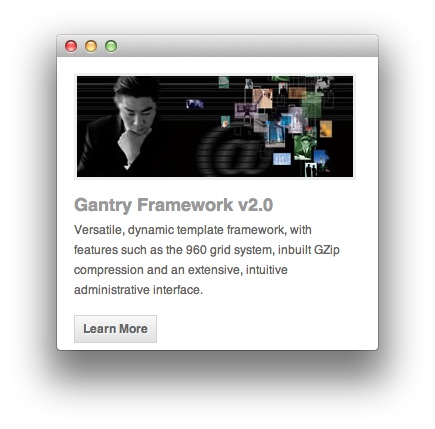 @
Gantry Framework v2.0
Versatile, dynamic template framework, with
features such as the 960 grid system, inbuilt GZip
compression and an extensive, intuitive
administrative interface.
Learn More